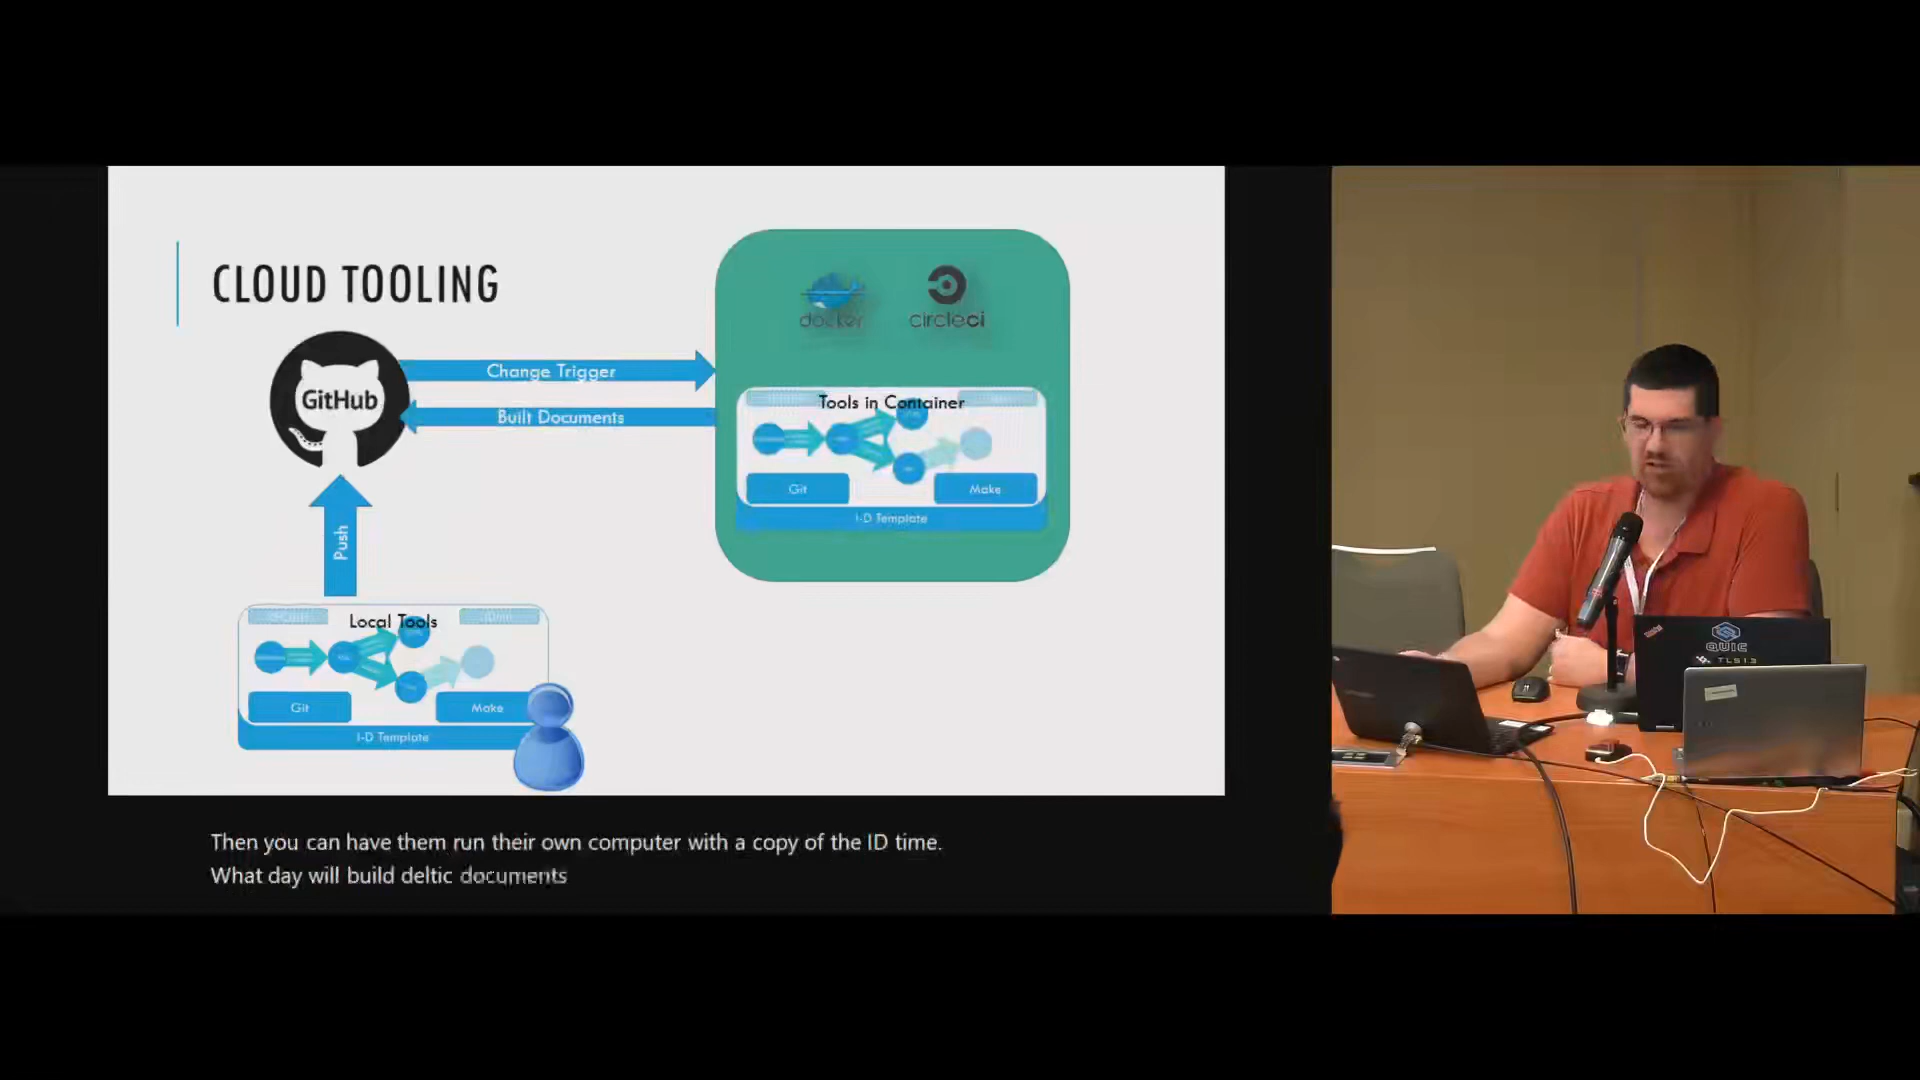 CLOUD TOOLING
docker
circleci
GitHub
Change Trigger
Built Documents
Tools in Container
Git
Make
I-D Template
Push
Local Tools
Git
Make
I-D Template
QUIC
TLS1.3
Then you can have them run their own computer with a copy of the ID time.
What day will build deltic documents